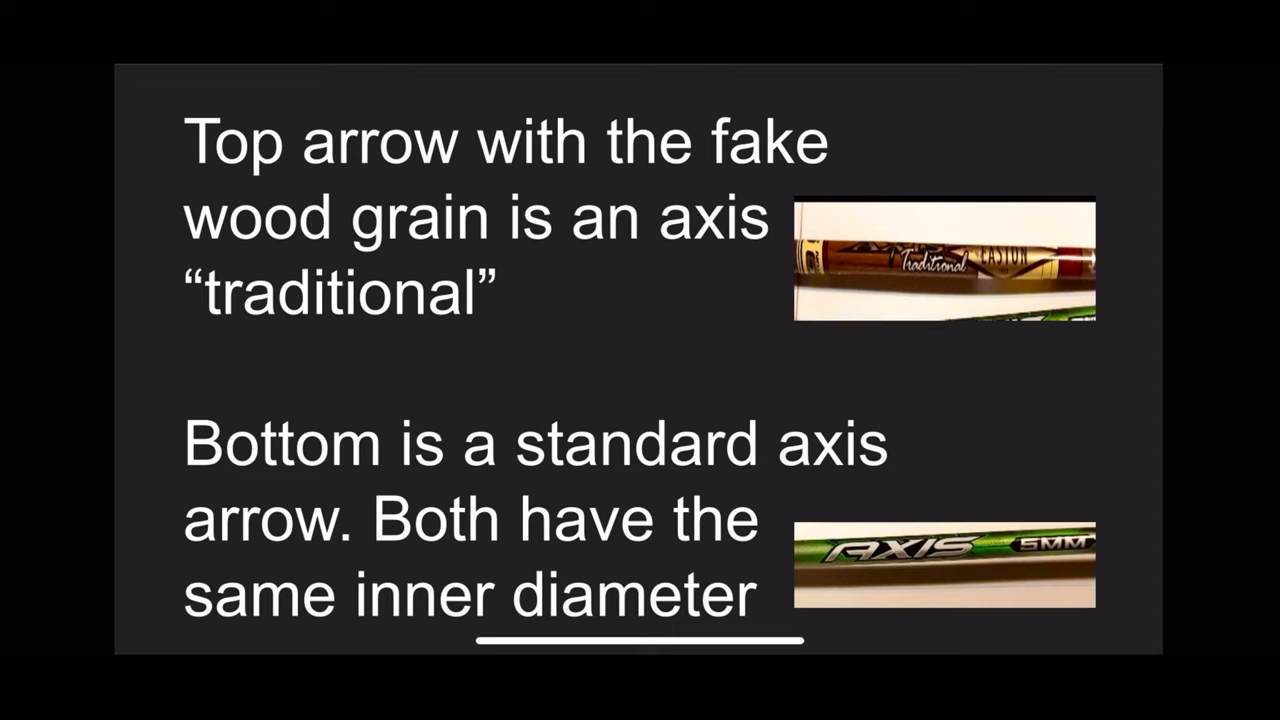 Top arrow with the fake
wood grain is an axis
“traditional”
AXIS Traditional EASTON
Bottom is a standard axis
arrow. Both have the
same inner diameter
AXIS 5MM